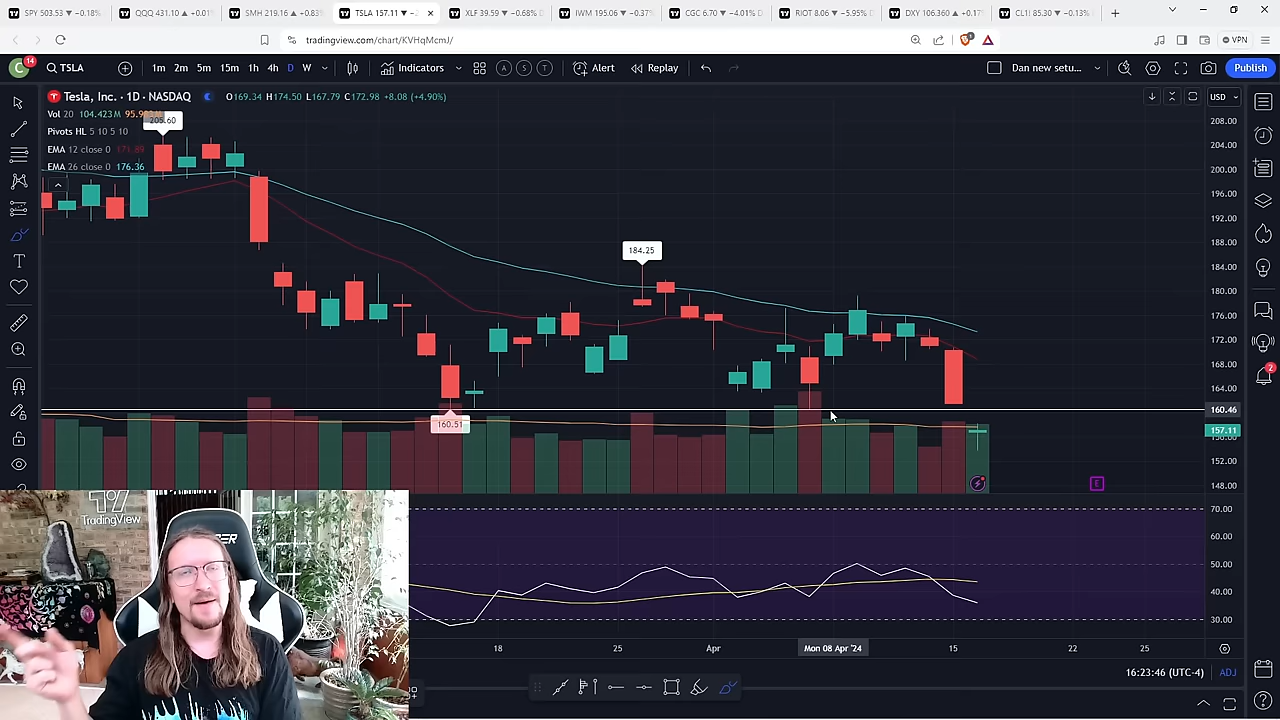 SPY 503.53 ▲ −0.18%
QQQ 431.10 ▲ +0.01%
SMH 219.16 ▲ +0.83%
TSLA 157.11 ▼ −
XLF 39.59 ▼ −0.68%
IWM 195.06 ▼ −0.37%
CGC 6.70 ▼ −4.01%
RIOT 8.06 ▼ −5.95%
DXY 106.360 ▲ +0.17%
CL1! 85.30 ▼ −0.13%
tradingview.com/chart/KVHqMcmJ/
VPN
C 14 TSLA 1m 2m 5m 15m 1h 4h D W Indicators A S T Alert Replay Dan new setu... Publish
Tesla, Inc. · 1D · NASDAQ O169.34 H174.50 L167.79 C172.98 +8.08 (+4.90%)
USD
Vol 20 104.423M
Pivots HL 5 10 5 10
EMA 12 close 0 171.89
EMA 26 close 0 176.36
205.60
184.25
160.51
208.00
204.00
200.00
196.00
192.00
188.00
184.00
180.00
176.00
172.00
168.00
164.00
160.46
157.11
152.00
148.00
E
2
70.00
60.00
50.00
40.00
30.00
18 25 Apr Mon 08 Apr '24 15 22 25
16:23:46 (UTC-4) ADJ
TradingView